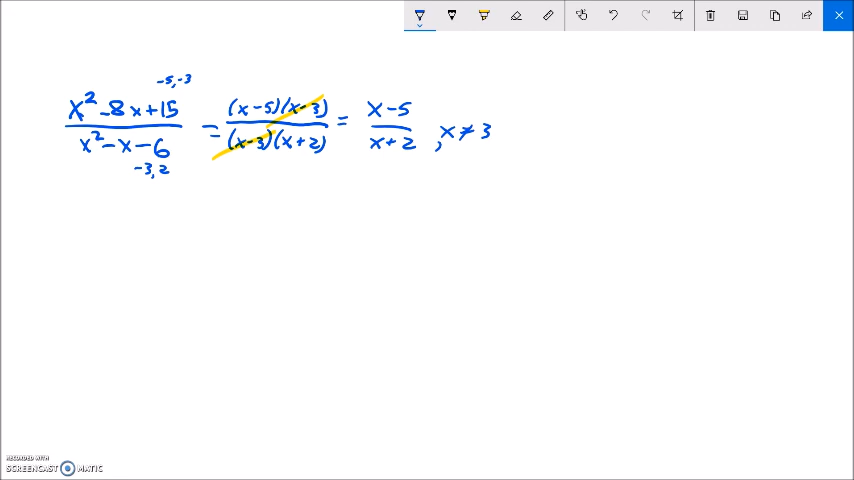 -5,-3
x² - 8x + 15 / x² - x - 6 = (x-5)(x-3) / (x-3)(x+2) = x-5 / x+2 , x ≠ 3
-3,2
RECORDED WITH
SCREENCAST MATIC